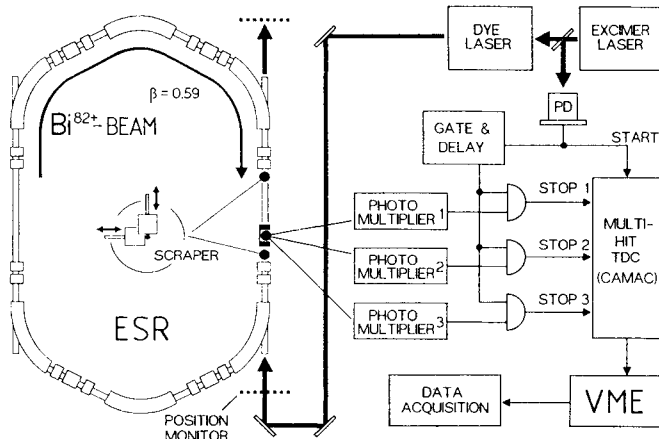 DYE
LASER
EXCIMER
LASER
β = 0.59
Bi82+-BEAM
PD
GATE &
DELAY
START
PHOTO
MULTIPLIER 1
STOP 1
MULTI-
HIT
TDC
(CAMAC)
PHOTO
MULTIPLIER 2
STOP 2
SCRAPER
PHOTO
MULTIPLIER 3
STOP 3
ESR
DATA
ACQUISITION
VME
POSITION
MONITOR